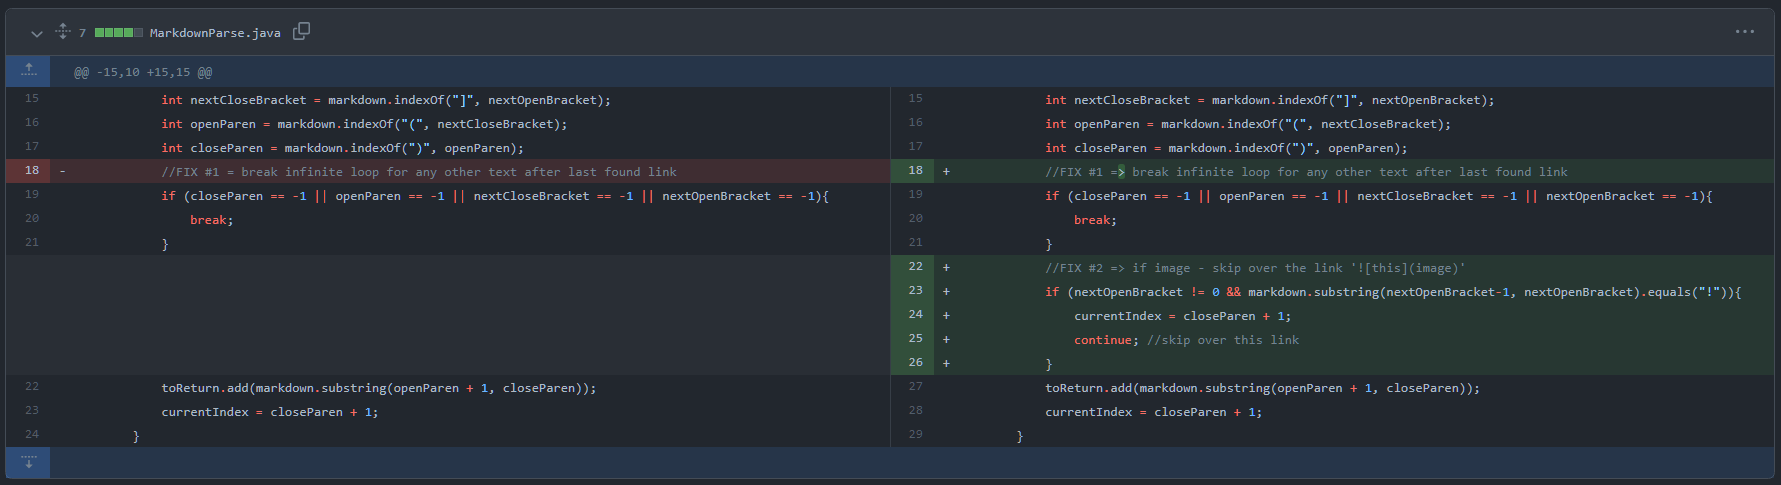 7 MarkdownParse.java
@@ -15,10 +15,15 @@
15 int nextCloseBracket = markdown.indexOf("]", nextOpenBracket);
16 int openParen = markdown.indexOf("(", nextCloseBracket);
17 int closeParen = markdown.indexOf(")", openParen);
18 - //FIX #1 = break infinite loop for any other text after last found link
19 if (closeParen == -1 || openParen == -1 || nextCloseBracket == -1 || nextOpenBracket == -1){
20 break;
21 }
22 toReturn.add(markdown.substring(openParen + 1, closeParen));
23 currentIndex = closeParen + 1;
24 }
15 int nextCloseBracket = markdown.indexOf("]", nextOpenBracket);
16 int openParen = markdown.indexOf("(", nextCloseBracket);
17 int closeParen = markdown.indexOf(")", openParen);
18 + //FIX #1 => break infinite loop for any other text after last found link
19 if (closeParen == -1 || openParen == -1 || nextCloseBracket == -1 || nextOpenBracket == -1){
20 break;
21 }
22 + //FIX #2 => if image - skip over the link '![this](image)'
23 + if (nextOpenBracket != 0 && markdown.substring(nextOpenBracket-1, nextOpenBracket).equals("!")){
24 + currentIndex = closeParen + 1;
25 + continue; //skip over this link
26 + }
27 toReturn.add(markdown.substring(openParen + 1, closeParen));
28 currentIndex = closeParen + 1;
29 }